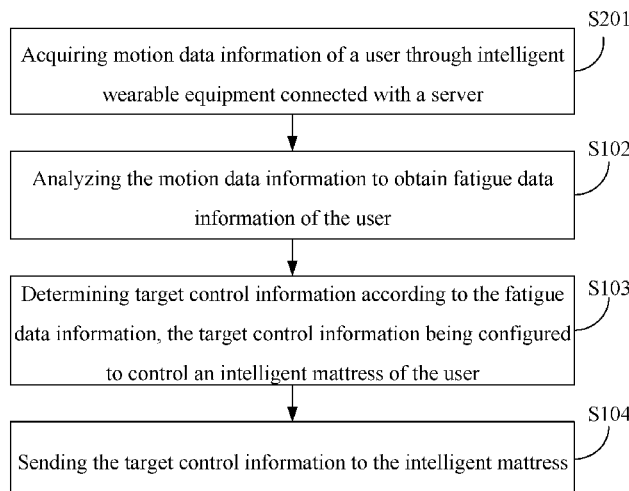 S201
Acquiring motion data information of a user through intelligent
wearable equipment connected with a server
S102
Analyzing the motion data information to obtain fatigue data
information of the user
S103
Determining target control information according to the fatigue
data information, the target control information being configured
to control an intelligent mattress of the user
S104
Sending the target control information to the intelligent mattress